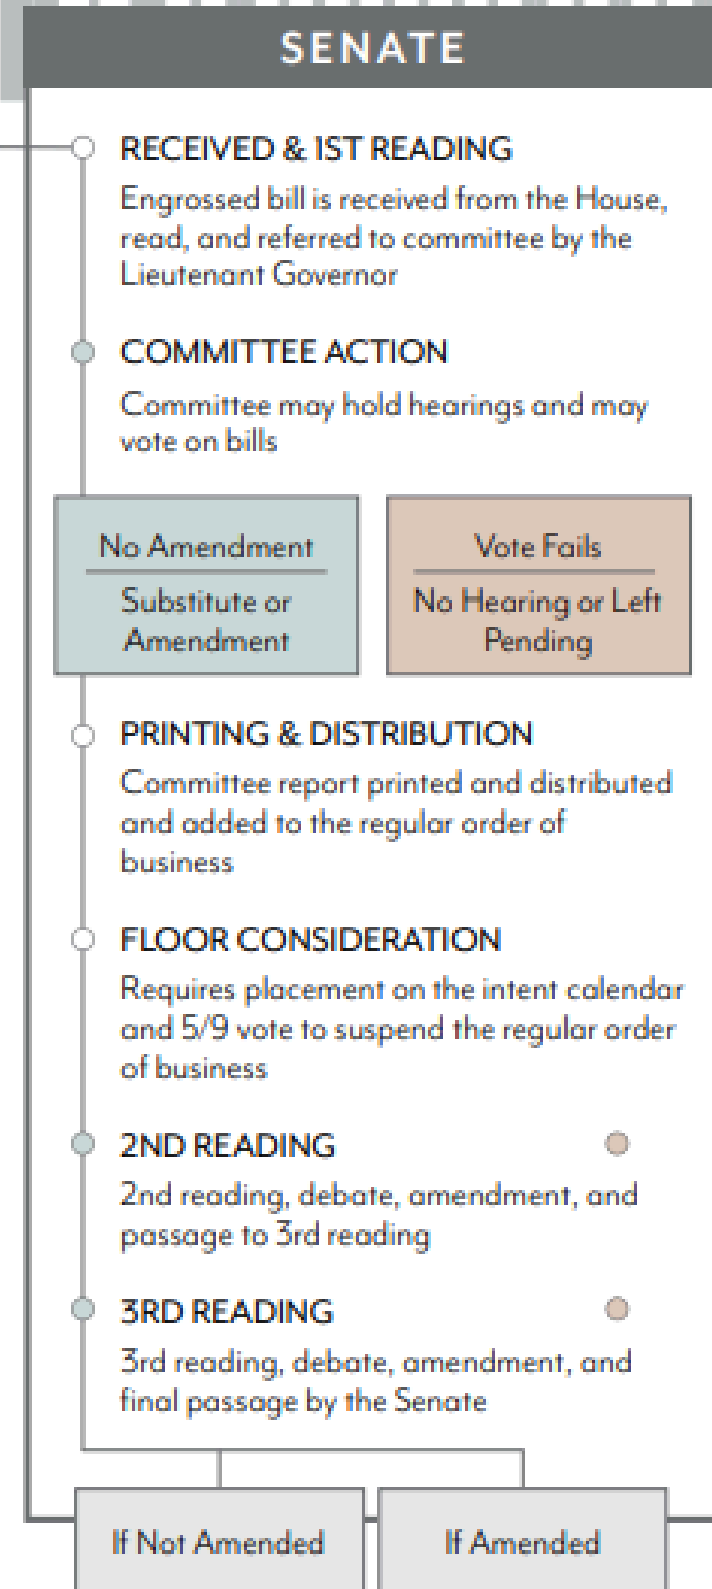 SENATE
RECEIVED & 1ST READING
Engrossed bill is received from the House,
read, and referred to committee by the
Lieutenant Governor
COMMITTEE ACTION
Committee may hold hearings and may
vote on bills
No Amendment
Substitute or
Amendment
Vote Fails
No Hearing or Left
Pending
PRINTING & DISTRIBUTION
Committee report printed and distributed
and added to the regular order of
business
FLOOR CONSIDERATION
Requires placement on the intent calendar
and 5/9 vote to suspend the regular order
of business
2ND READING
2nd reading, debate, amendment, and
passage to 3rd reading
3RD READING
3rd reading, debate, amendment, and
final passage by the Senate
If Not Amended
If Amended